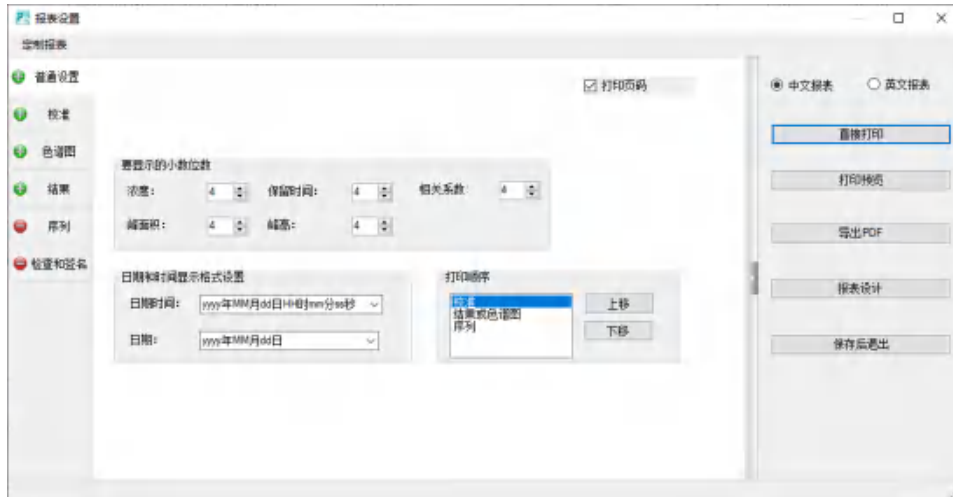 报表设置
定制报表
普通设置
校准
色谱图
结果
序列
检查和签名
打印页码
要显示的小数位数
浓度： 4 保留时间： 4 相关系数 4
峰面积： 4 峰高： 4
日期和时间显示格式设置
日期时间： yyyy年MM月dd日HH时mm分ss秒
日期： yyyy年MM月dd日
打印顺序
校准
结果或色谱图
序列
上移
下移
中文报表 英文报表
直接打印
打印预览
导出PDF
报表设计
保存后退出